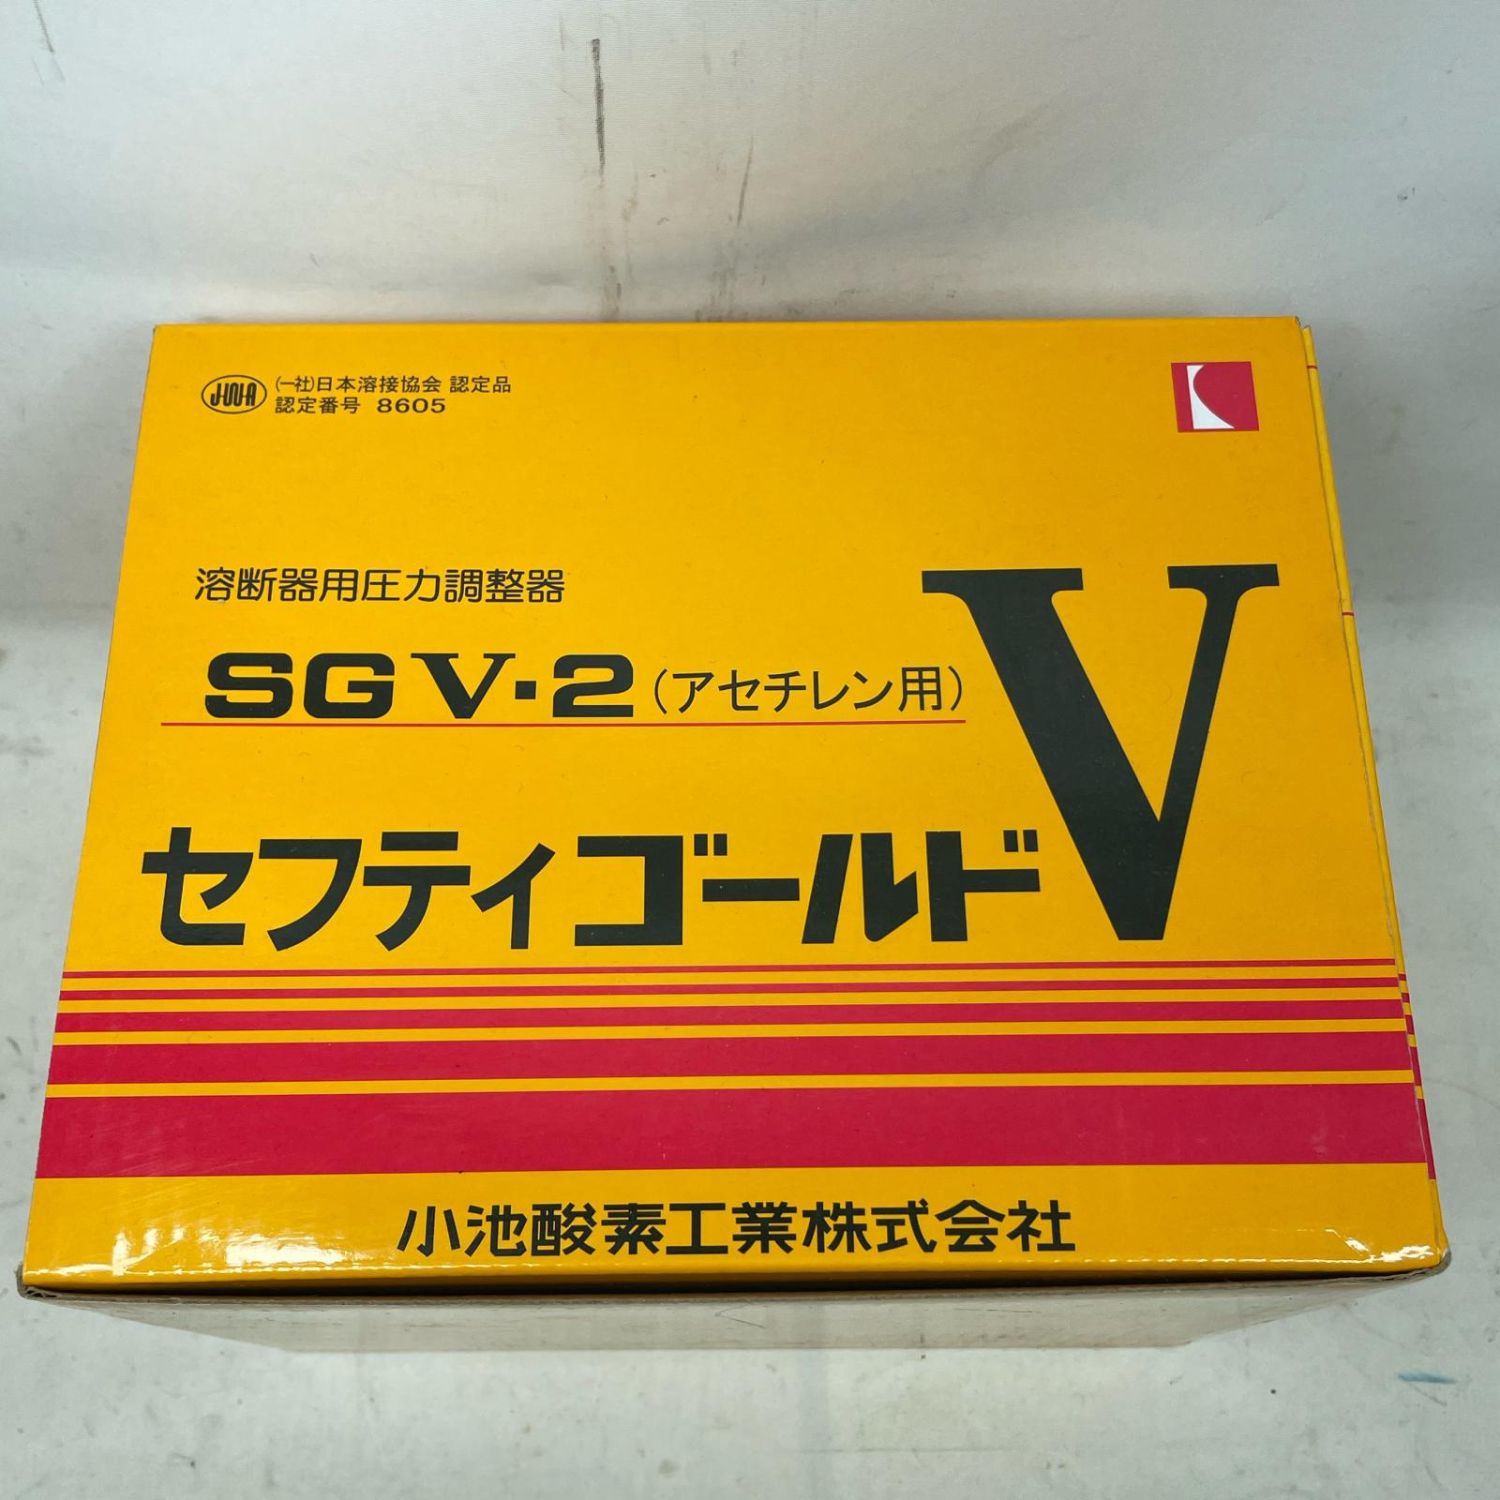 (一社)日本溶接協会 認定品
認定番号 8605
溶断器用圧力調整器
SGV・2(アセチレン用)
セフティゴールドV
小池酸素工業株式会社